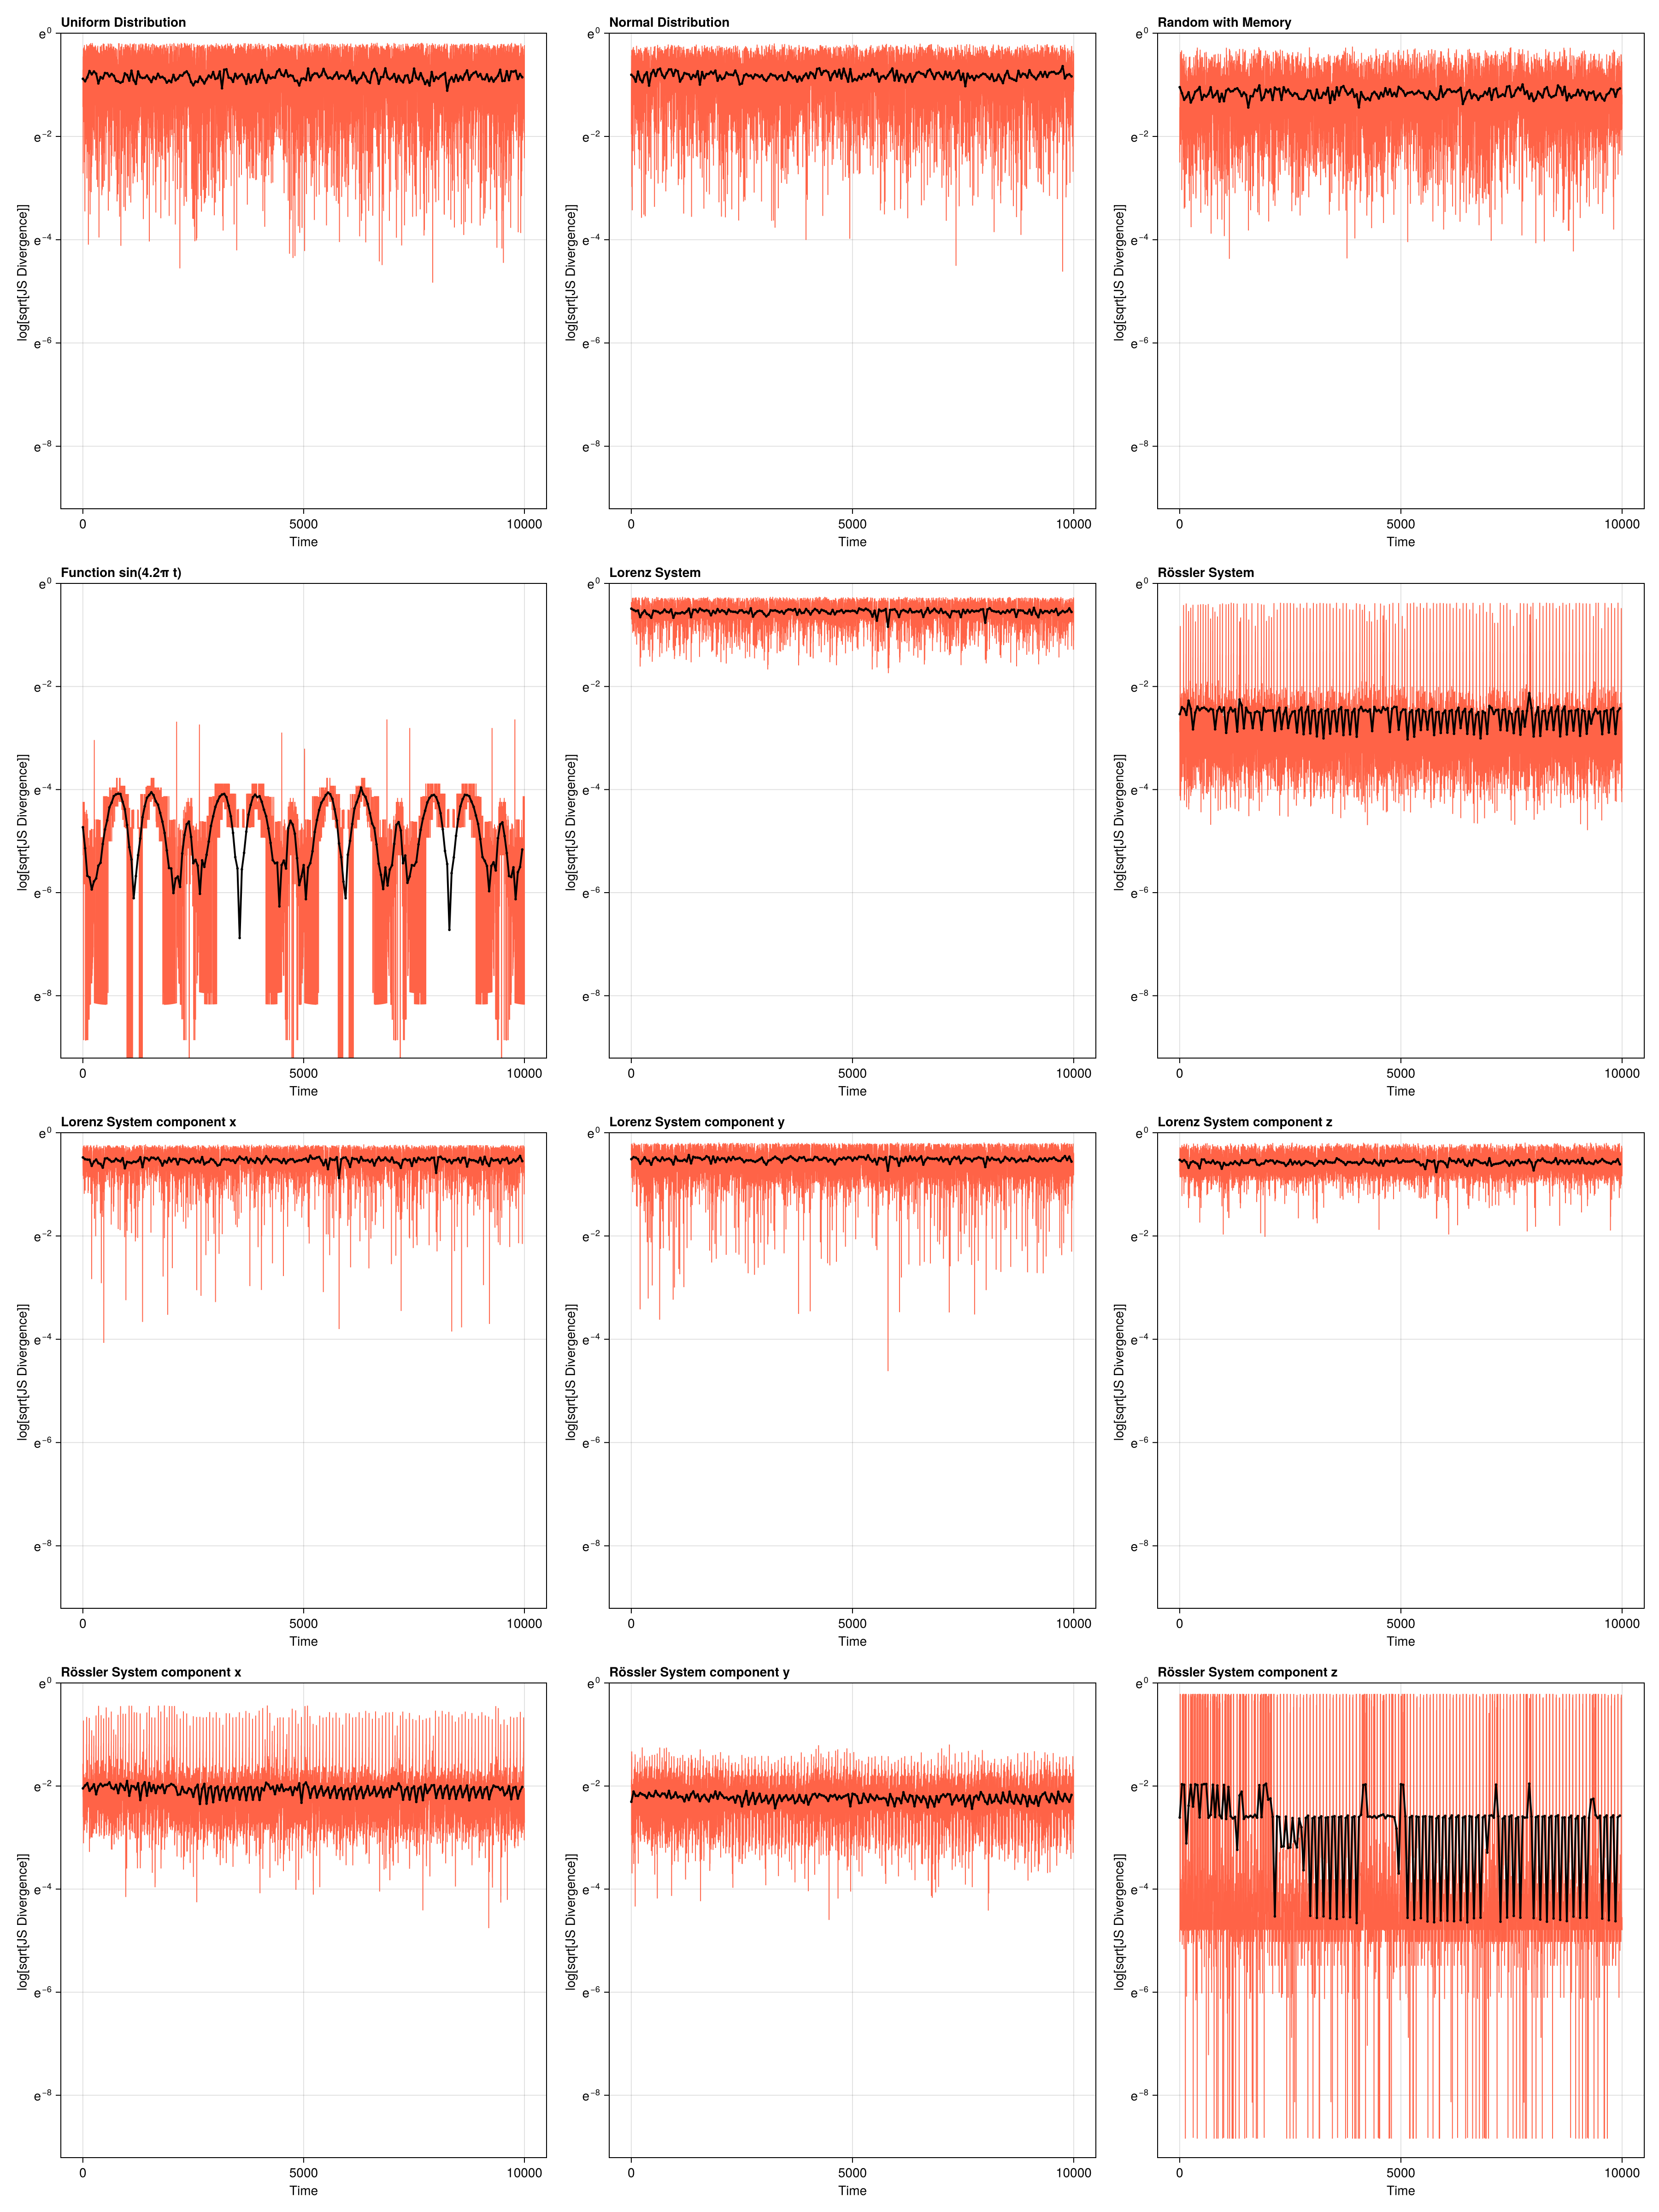 Uniform Distribution
e⁰
e⁻²
e⁻⁴
e⁻⁶
e⁻⁸
log[sqrt[JS Divergence]]
0 5000 10000
Time
Normal Distribution
e⁰
e⁻²
e⁻⁴
e⁻⁶
e⁻⁸
log[sqrt[JS Divergence]]
0 5000 10000
Time
Random with Memory
e⁰
e⁻²
e⁻⁴
e⁻⁶
e⁻⁸
log[sqrt[JS Divergence]]
0 5000 10000
Time
Function sin(4.2π t)
e⁰
e⁻²
e⁻⁴
e⁻⁶
e⁻⁸
log[sqrt[JS Divergence]]
0 5000 10000
Time
Lorenz System
e⁰
e⁻²
e⁻⁴
e⁻⁶
e⁻⁸
log[sqrt[JS Divergence]]
0 5000 10000
Time
Rössler System
e⁰
e⁻²
e⁻⁴
e⁻⁶
e⁻⁸
log[sqrt[JS Divergence]]
0 5000 10000
Time
Lorenz System component x
e⁰
e⁻²
e⁻⁴
e⁻⁶
e⁻⁸
log[sqrt[JS Divergence]]
0 5000 10000
Time
Lorenz System component y
e⁰
e⁻²
e⁻⁴
e⁻⁶
e⁻⁸
log[sqrt[JS Divergence]]
0 5000 10000
Time
Lorenz System component z
e⁰
e⁻²
e⁻⁴
e⁻⁶
e⁻⁸
log[sqrt[JS Divergence]]
0 5000 10000
Time
Rössler System component x
e⁰
e⁻²
e⁻⁴
e⁻⁶
e⁻⁸
log[sqrt[JS Divergence]]
0 5000 10000
Time
Rössler System component y
e⁰
e⁻²
e⁻⁴
e⁻⁶
e⁻⁸
log[sqrt[JS Divergence]]
0 5000 10000
Time
Rössler System component z
e⁰
e⁻²
e⁻⁴
e⁻⁶
e⁻⁸
log[sqrt[JS Divergence]]
0 5000 10000
Time